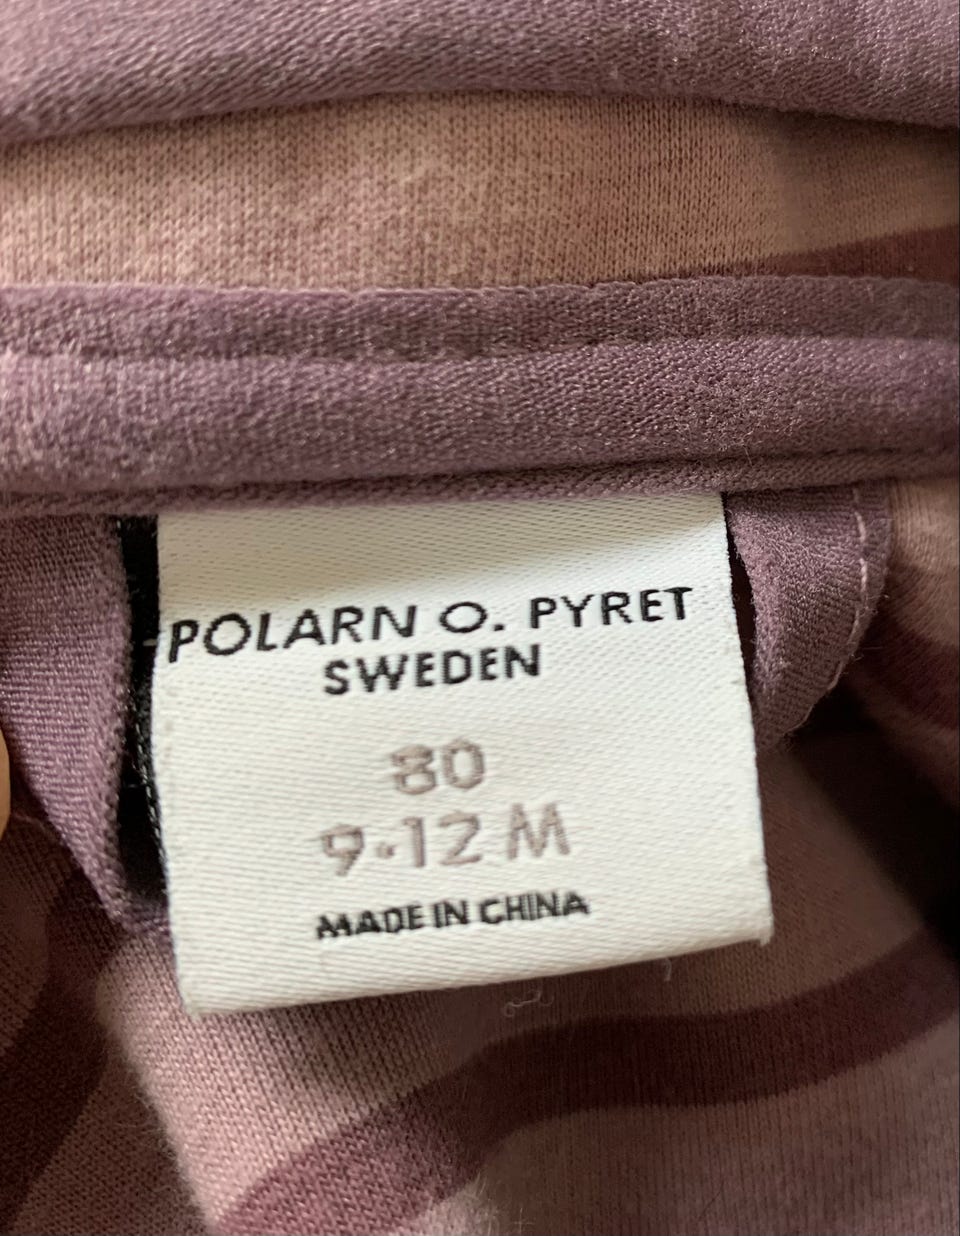 POLARN O. PYRET
SWEDEN
80
9-12 M
MADE IN CHINA